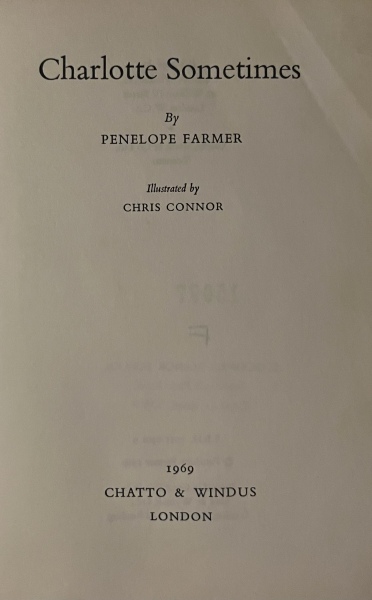 Charlotte Sometimes
By
PENELOPE FARMER
Illustrated by
CHRIS CONNOR
F
1969
CHATTO & WINDUS
LONDON